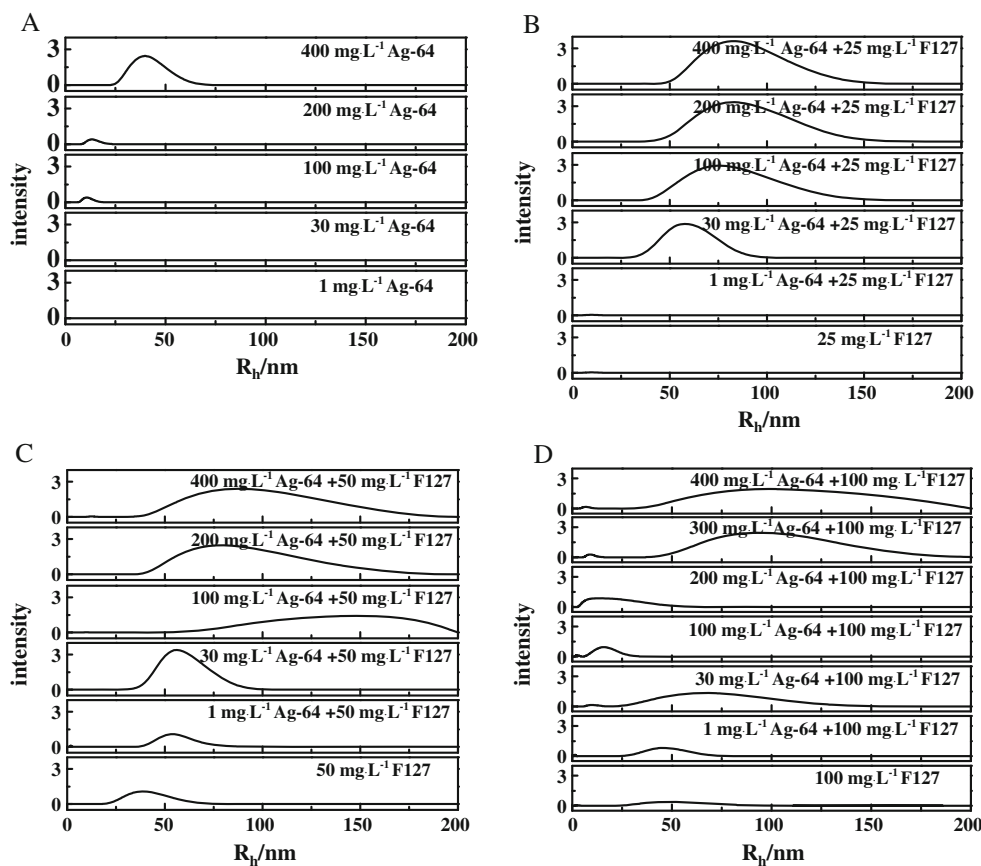 A
400 mg·L⁻¹ Ag-64
3
0
200 mg·L⁻¹ Ag-64
3
0
100 mg·L⁻¹ Ag-64
3
0
30 mg·L⁻¹ Ag-64
3
0
1 mg·L⁻¹ Ag-64
3
0
0 50 100 150 200
intensity
Rₕ/nm
B
400 mg·L⁻¹ Ag-64 +25 mg·L⁻¹ F127
3
0
200 mg·L⁻¹ Ag-64 +25 mg·L⁻¹ F127
3
0
100 mg·L⁻¹ Ag-64 +25 mg·L⁻¹ F127
3
0
30 mg·L⁻¹ Ag-64 +25 mg·L⁻¹ F127
3
0
1 mg·L⁻¹ Ag-64 +25 mg·L⁻¹ F127
3
0
25 mg·L⁻¹ F127
3
0
0 50 100 150 200
intensity
Rₕ/nm
C
400 mg·L⁻¹ Ag-64 +50 mg·L⁻¹ F127
3
0
200 mg·L⁻¹ Ag-64 +50 mg·L⁻¹ F127
3
0
100 mg·L⁻¹ Ag-64 +50 mg·L⁻¹ F127
3
0
30 mg·L⁻¹ Ag-64 +50 mg·L⁻¹ F127
3
0
1 mg·L⁻¹ Ag-64 +50 mg·L⁻¹ F127
3
0
50 mg·L⁻¹ F127
3
0
0 50 100 150 200
intensity
Rₕ/nm
D
400 mg·L⁻¹ Ag-64 +100 mg·L⁻¹ F127
3
0
300 mg·L⁻¹ Ag-64 +100 mg·L⁻¹ F127
3
0
200 mg·L⁻¹ Ag-64 +100 mg·L⁻¹ F127
3
0
100 mg·L⁻¹ Ag-64 +100 mg·L⁻¹ F127
3
0
30 mg·L⁻¹ Ag-64 +100 mg·L⁻¹ F127
3
0
1 mg·L⁻¹ Ag-64 +100 mg·L⁻¹ F127
3
0
100 mg·L⁻¹ F127
3
0
0 50 100 150 200
intensity
Rₕ/nm